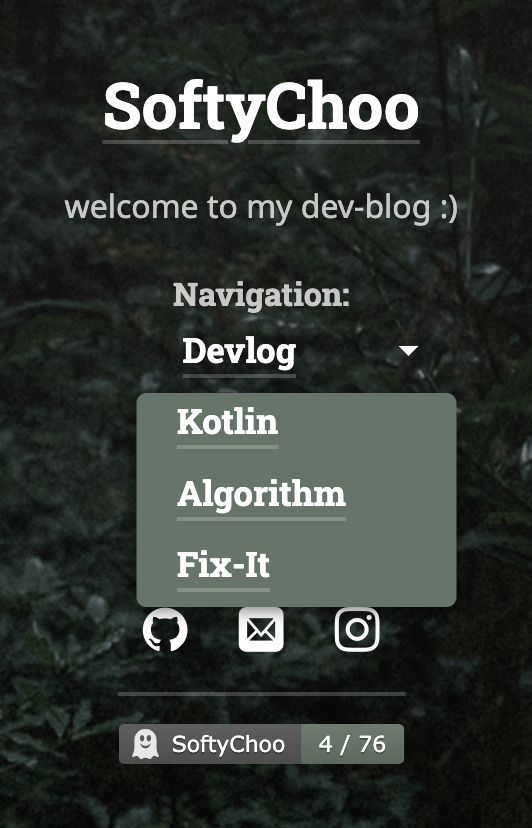 SoftyChoo
welcome to my dev-blog :)
Navigation:
Devlog
Kotlin
Algorithm
Fix-It
SoftyChoo 4 / 76